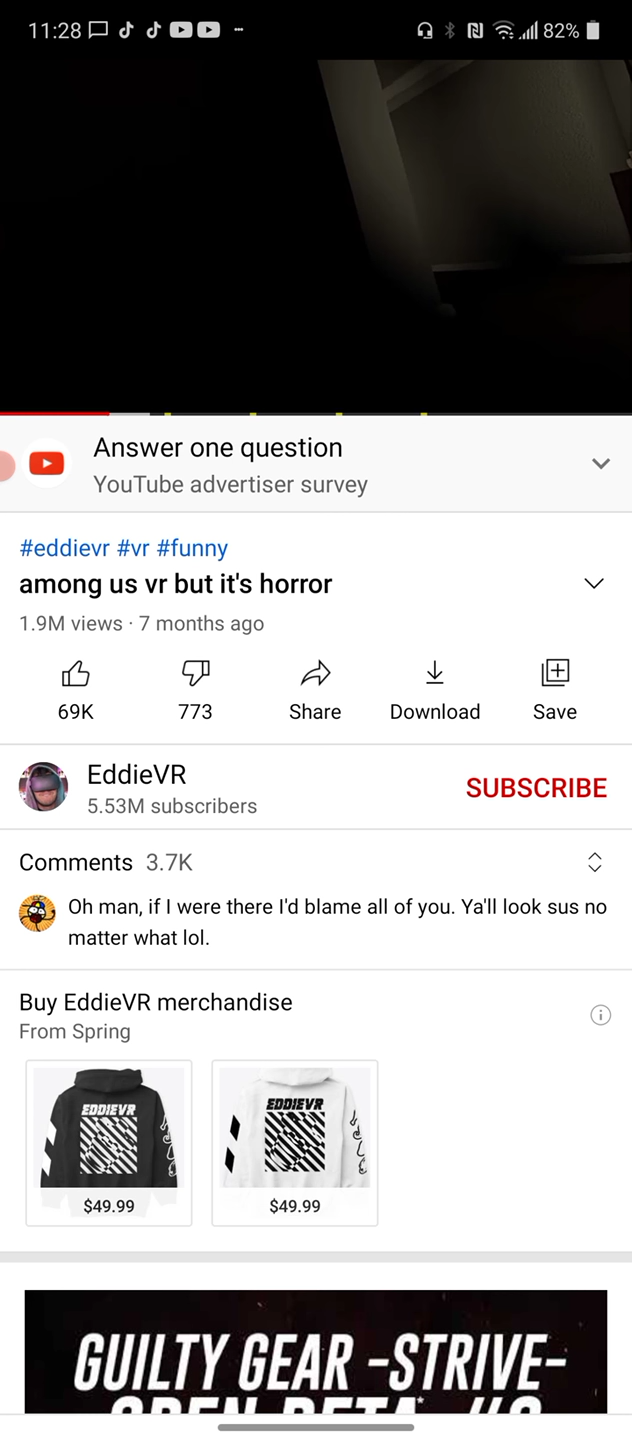 11:28 82%
Answer one question
YouTube advertiser survey
#eddievr #vr #funny
among us vr but it's horror
1.9M views · 7 months ago
69K 773 Share Download Save
EddieVR
5.53M subscribers
SUBSCRIBE
Comments 3.7K
Oh man, if I were there I'd blame all of you. Ya'll look sus no
matter what lol.
Buy EddieVR merchandise
From Spring
EDDIEVR EDDIEVR
$49.99 $49.99
GUILTY GEAR -STRIVE-
OPEN BETA